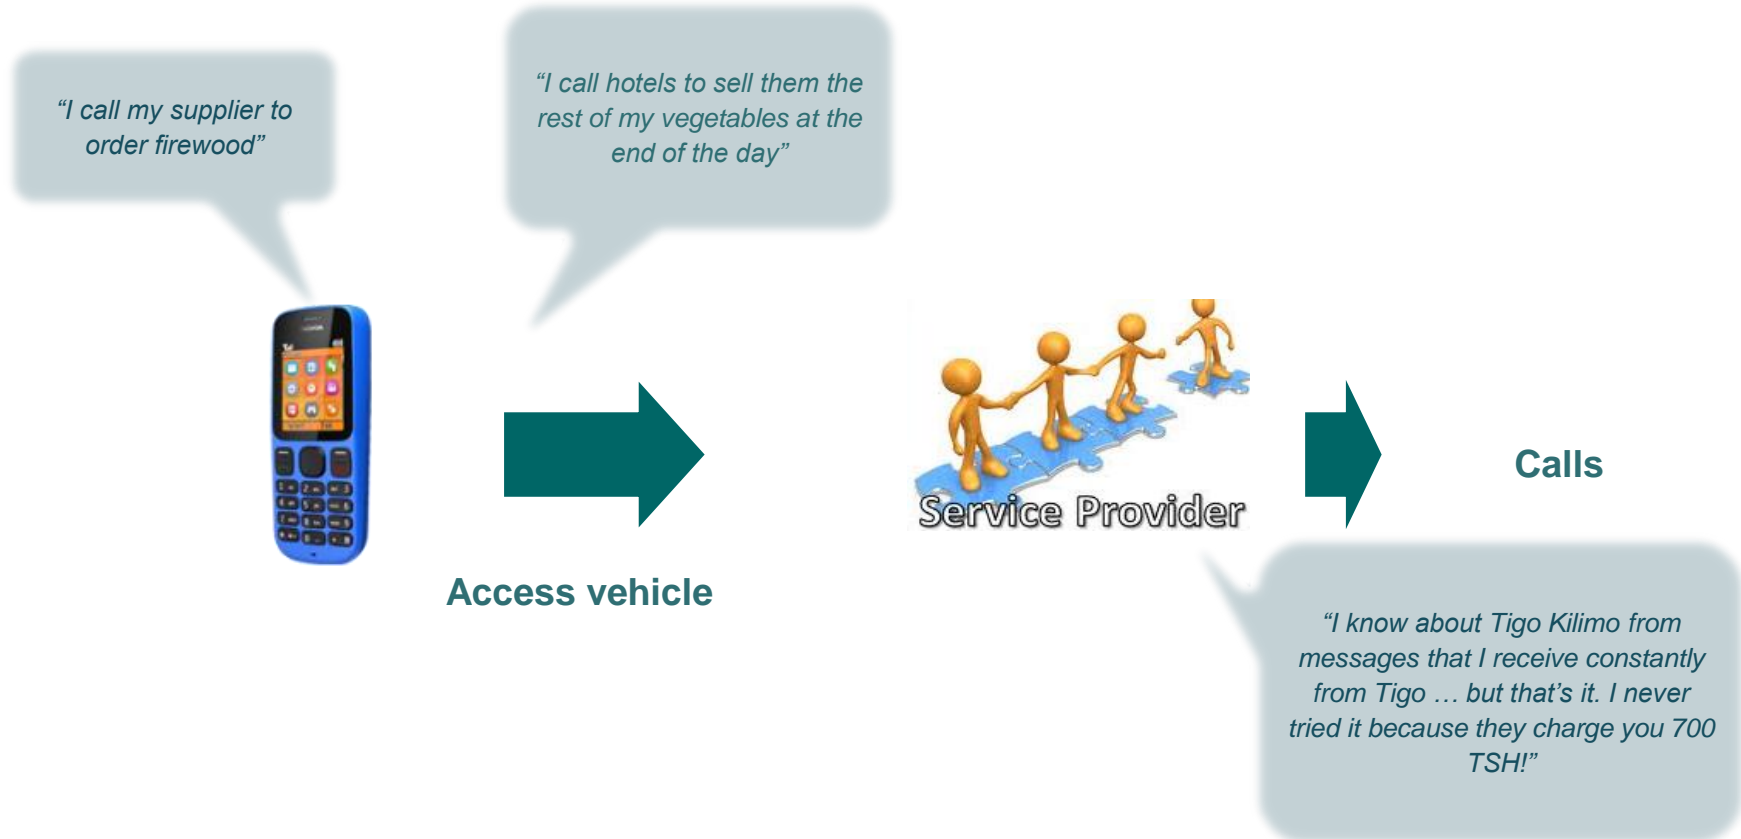 “I call my supplier to
order firewood”
“I call hotels to sell them the
rest of my vegetables at the
end of the day”
Service Provider
Calls
Access vehicle
“I know about Tigo Kilimo from
messages that I receive constantly
from Tigo … but that’s it. I never
tried it because they charge you 700
TSH!”